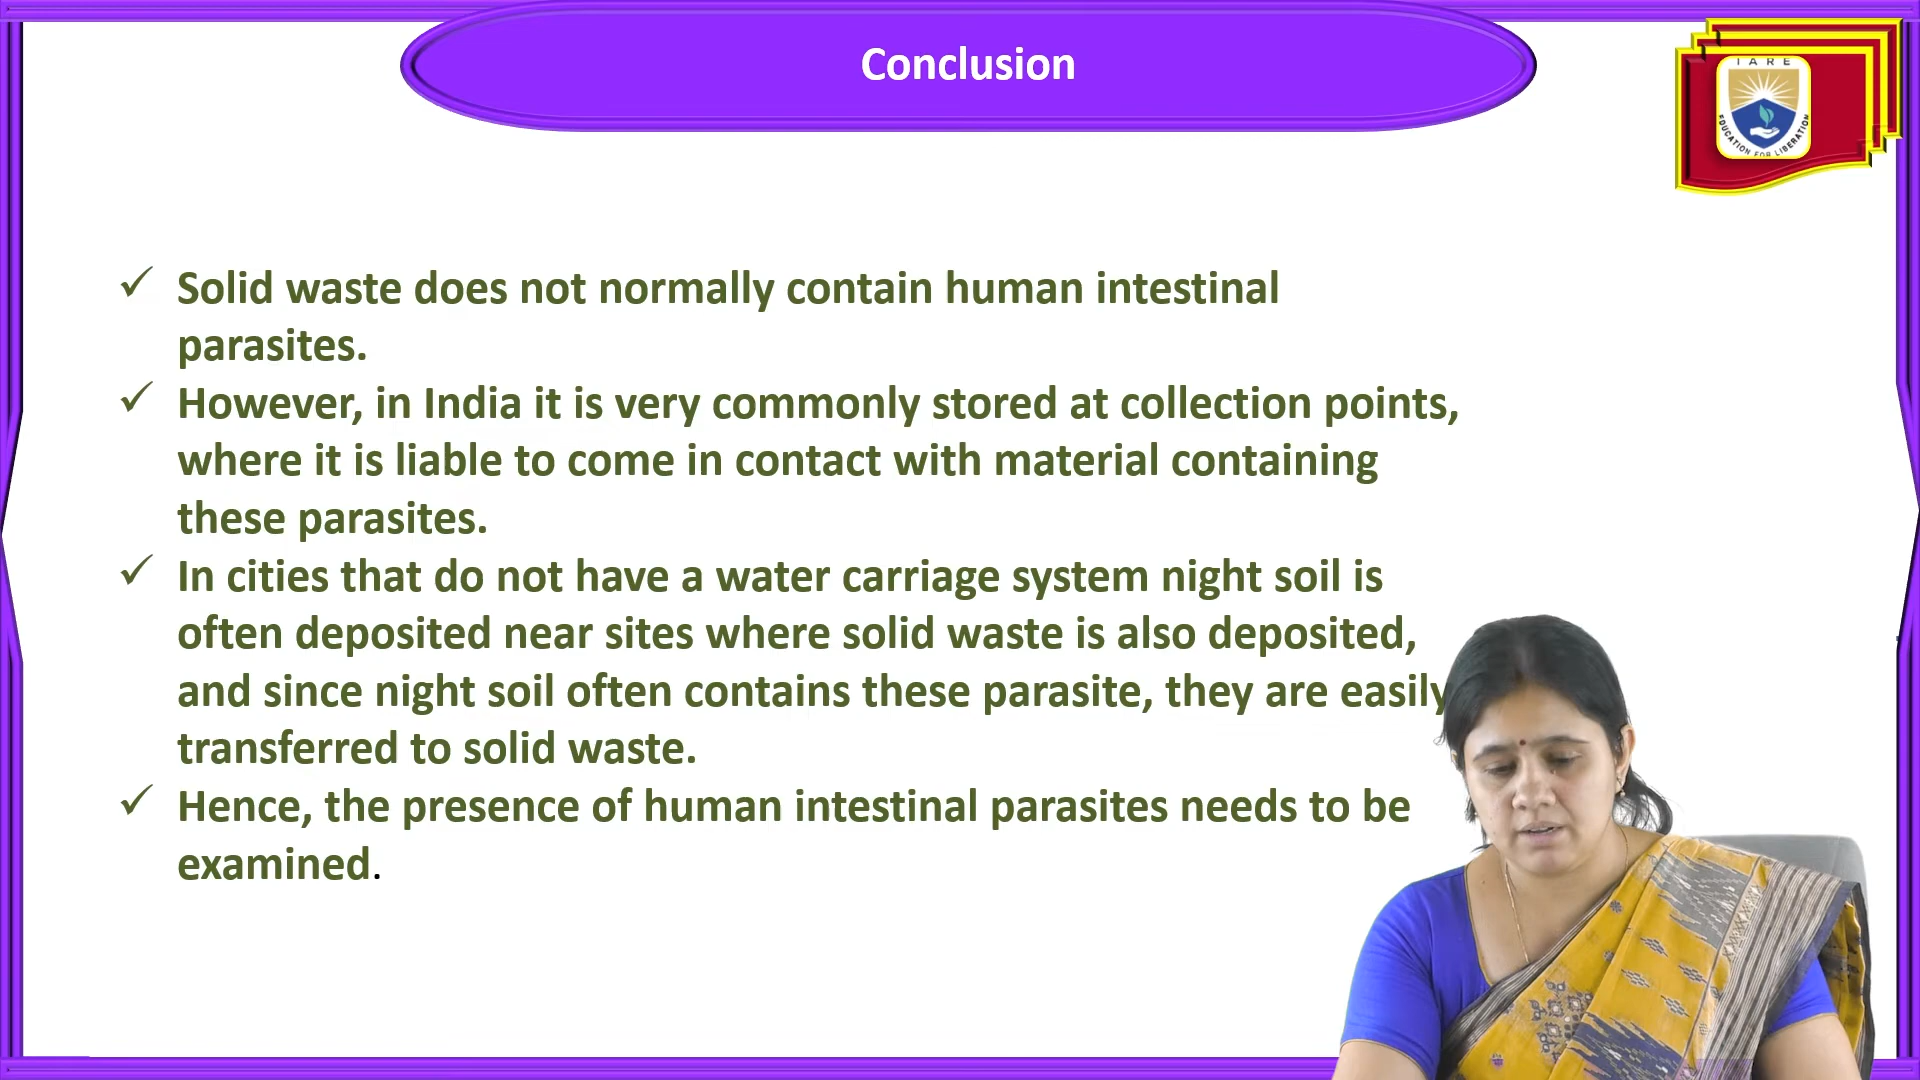 Conclusion
IARE
EDUCATION FOR LIBERATION
✓ Solid waste does not normally contain human intestinal
parasites.
✓ However, in India it is very commonly stored at collection points,
where it is liable to come in contact with material containing
these parasites.
✓ In cities that do not have a water carriage system night soil is
often deposited near sites where solid waste is also deposited,
and since night soil often contains these parasite, they are easily
transferred to solid waste.
✓ Hence, the presence of human intestinal parasites needs to be
examined.